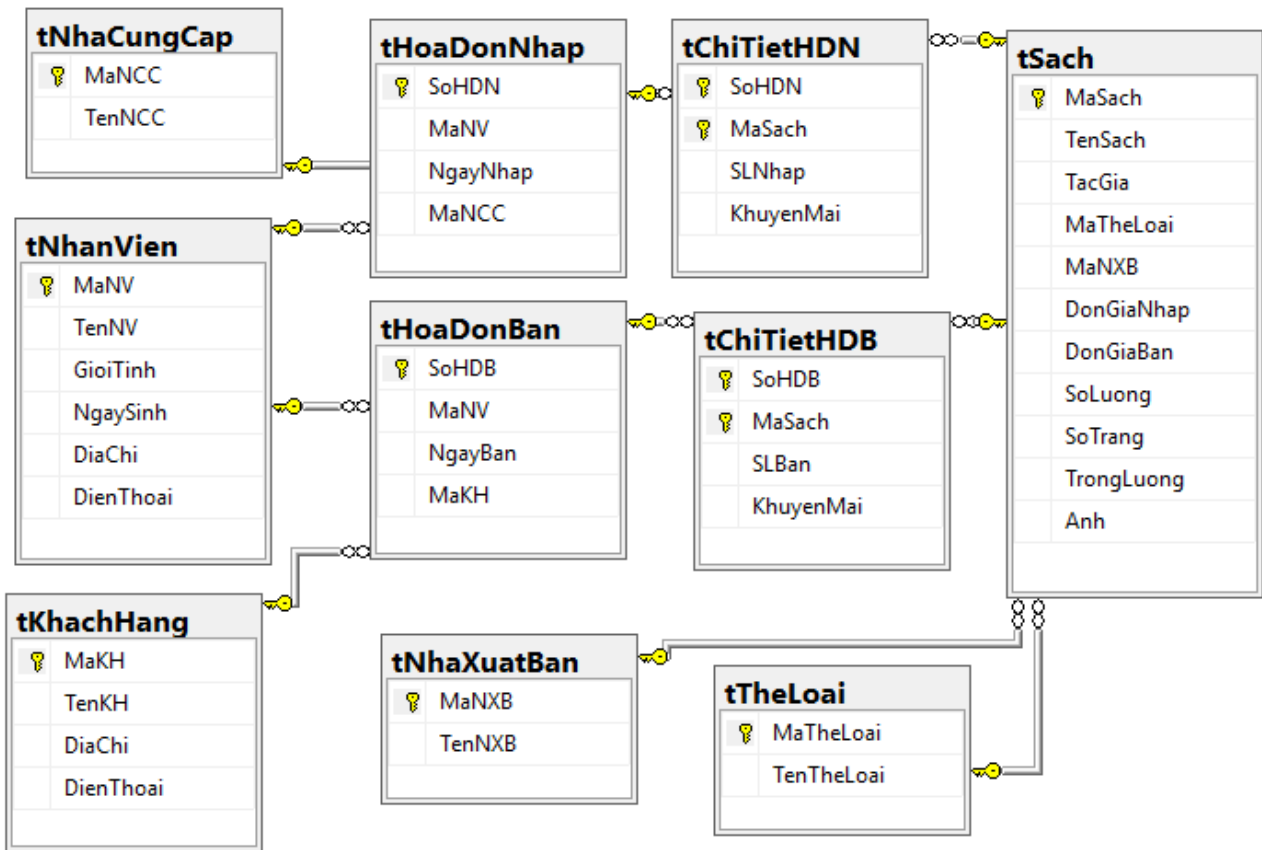 tNhaCungCap
MaNCC
TenNCC
tHoaDonNhap
SoHDN
MaNV
NgayNhap
MaNCC
tChiTietHDN
SoHDN
MaSach
SLNhap
KhuyenMai
tSach
MaSach
TenSach
TacGia
MaTheLoai
MaNXB
DonGiaNhap
DonGiaBan
SoLuong
SoTrang
TrongLuong
Anh
tNhanVien
MaNV
TenNV
GioiTinh
NgaySinh
DiaChi
DienThoai
tHoaDonBan
SoHDB
MaNV
NgayBan
MaKH
tChiTietHDB
SoHDB
MaSach
SLBan
KhuyenMai
tKhachHang
MaKH
TenKH
DiaChi
DienThoai
tNhaXuatBan
MaNXB
TenNXB
tTheLoai
MaTheLoai
TenTheLoai